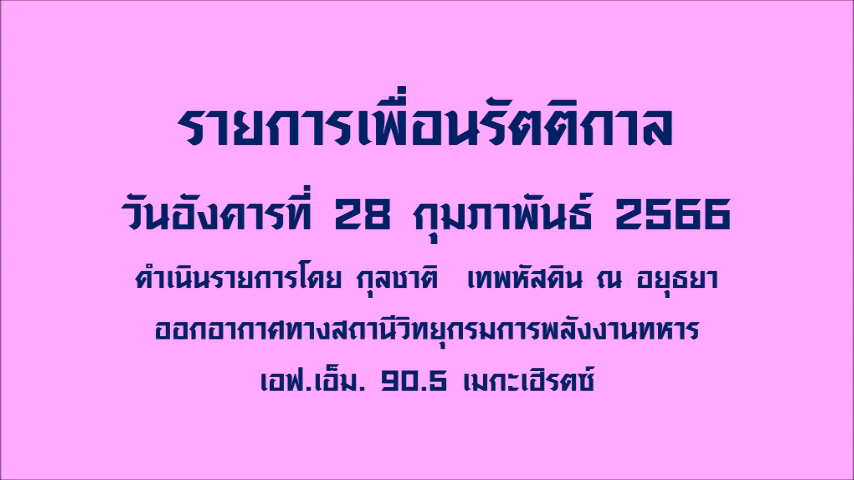 รายการเพื่อนรัตติกาล
วันอังคารที่ 28 กุมภาพันธ์ 2566
ดำเนินรายการโดย กุลชาติ เทพหัสดิน ณ อยุธยา
ออกอากาศทางสถานีวิทยุกรมการพลังงานทหาร
เอฟ.เอ็ม. 90.5 เมกะเฮิรตซ์